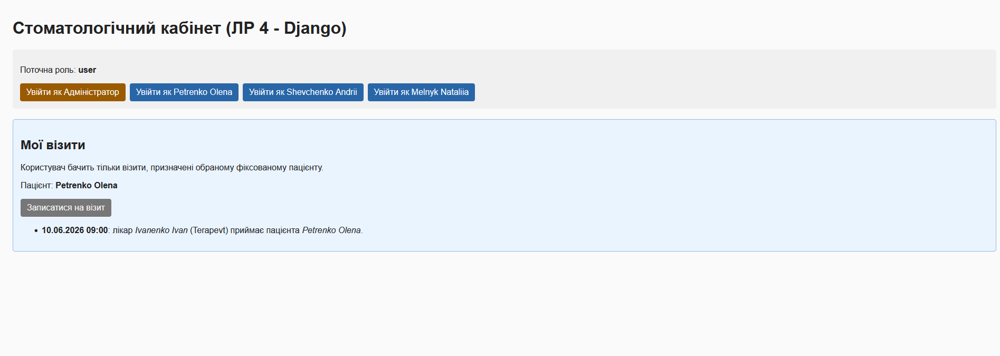 Стоматологічний кабінет (ЛР 4 - Django)
Поточна роль: user
Увійти як Адміністратор Увійти як Petrenko Olena Увійти як Shevchenko Andrii Увійти як Melnyk Nataliia
Мої візити
Користувач бачить тільки візити, призначені обраному фіксованому пацієнту.
Пацієнт: Petrenko Olena
Записатися на візит
• 10.06.2026 09:00: лікар Ivanenko Ivan (Terapevt) приймає пацієнта Petrenko Olena.